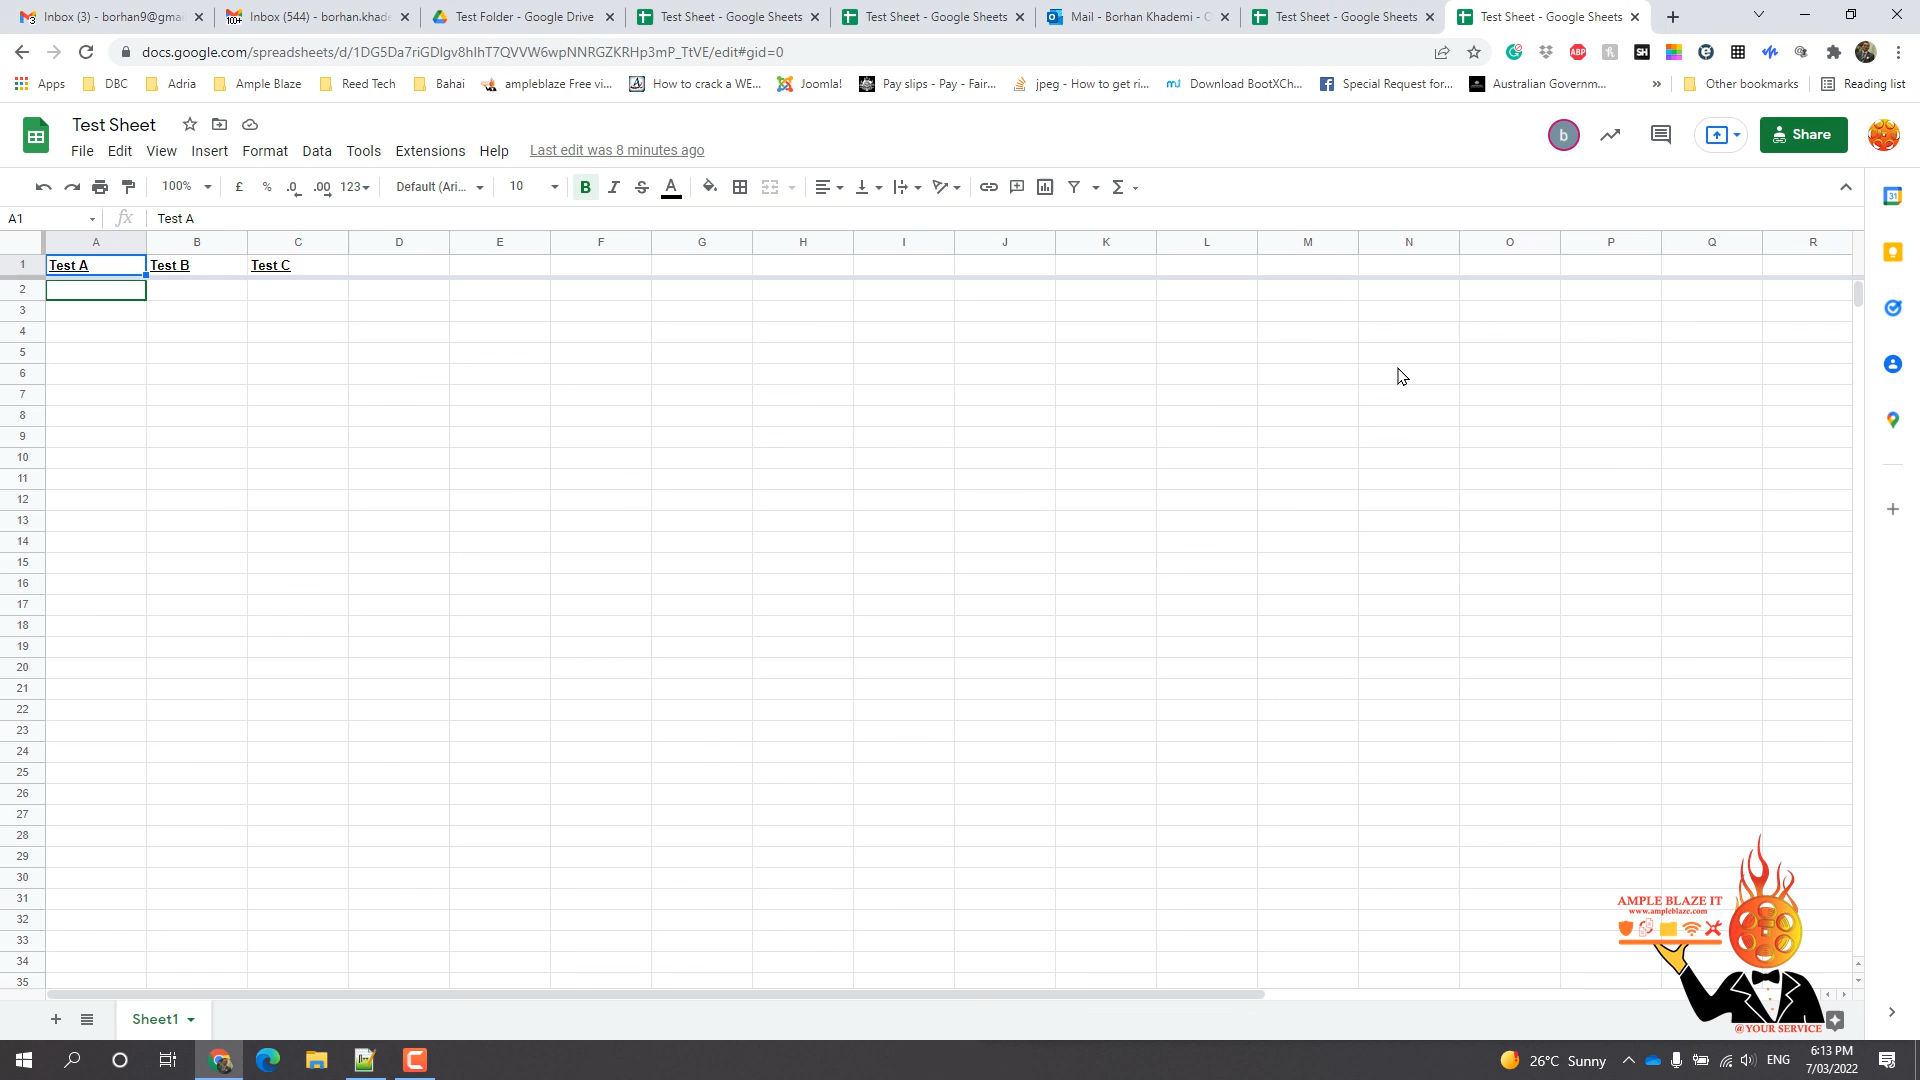 Inbox (3) - borhan9@gmai
Inbox (544) - borhan.khade
Test Folder - Google Drive
Test Sheet - Google Sheets
Test Sheet - Google Sheets
Mail - Borhan Khademi - O
Test Sheet - Google Sheets
Test Sheet - Google Sheets
docs.google.com/spreadsheets/d/1DG5Da7riGDlgv8hIhT7QVVW6wpNNRGZKRHp3mP_TtVE/edit#gid=0
Apps
DBC
Adria
Ample Blaze
Reed Tech
Bahai
ampleblaze Free vi...
How to crack a WE...
Joomla!
Pay slips - Pay - Fair...
jpeg - How to get ri...
Download BootXCh...
Special Request for...
Australian Governm...
»
Other bookmarks
Reading list
Test Sheet
b
Share
File Edit View Insert Format Data Tools Extensions Help Last edit was 8 minutes ago
100% £ % .0 .00 123 Default (Ari... 10 B I S A Σ
A1 fx Test A
A B C D E F G H I J K L M N O P Q R
1 Test A Test B Test C
2
3
4
5
6
7
8
9
10
11
12
13
14
15
16
17
18
19
20
21
22
23
24
25
26
27
28
29
30
31
32
33
34
35
AMPLE BLAZE IT
www.ampleblaze.com
@ YOUR SERVICE
Sheet1
26°C Sunny
ENG
6:13 PM
7/03/2022